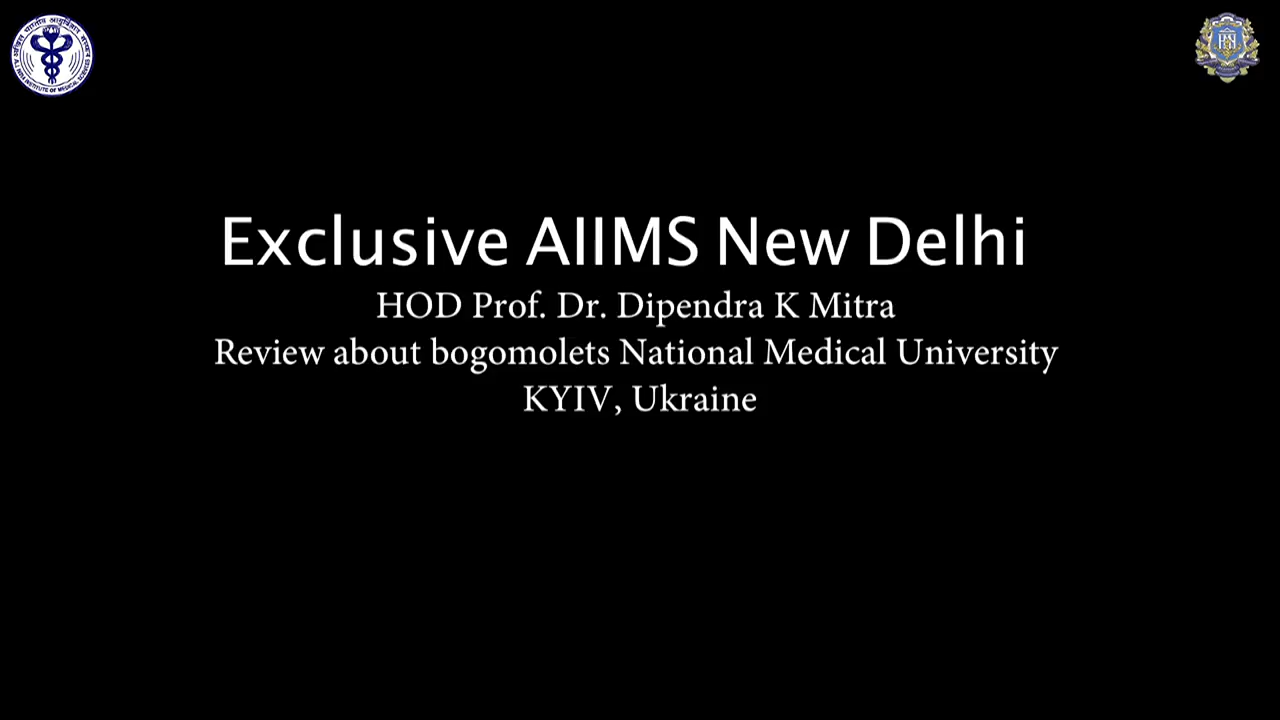 Exclusive AIIMS New Delhi
HOD Prof. Dr. Dipendra K Mitra
Review about bogomolets National Medical University
KYIV, Ukraine